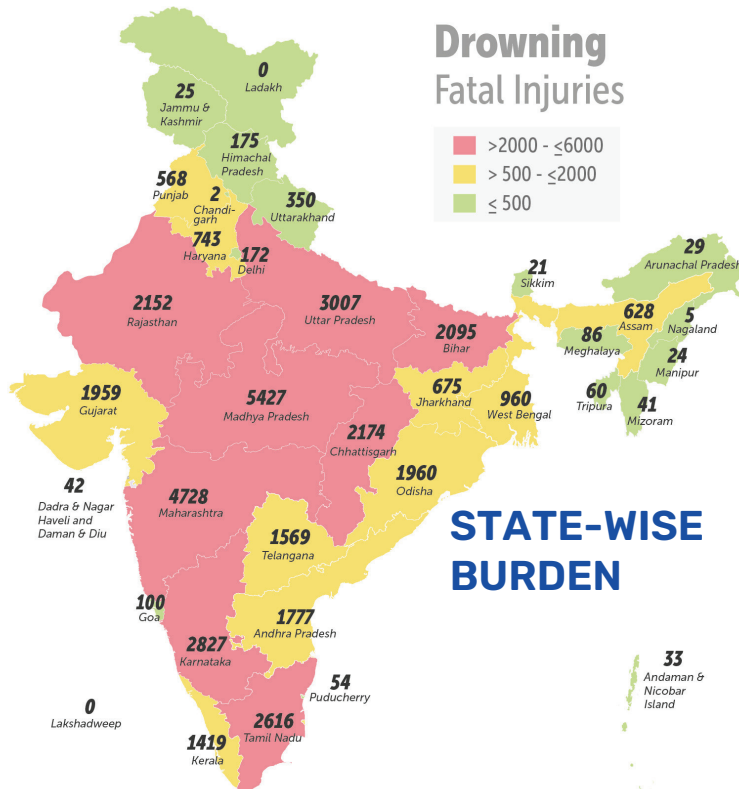 Drowning
Fatal Injuries
>2000 - ≤6000
> 500 - ≤2000
≤ 500
0
Ladakh
25
Jammu &
Kashmir
175
Himachal
Pradesh
568
Punjab
2
Chandi-
garh
350
Uttarakhand
743
Haryana
172
Delhi
29
Arunachal Pradesh
21
Sikkim
2152
Rajasthan
3007
Uttar Pradesh
2095
Bihar
628
Assam
5
Nagaland
86
Meghalaya
24
Manipur
60
Tripura
41
Mizoram
1959
Gujarat
5427
Madhya Pradesh
675
Jharkhand
960
West Bengal
2174
Chhattisgarh
1960
Odisha
42
Dadra & Nagar
Haveli and
Daman & Diu
4728
Maharashtra
1569
Telangana
STATE-WISE
BURDEN
100
Goa
1777
Andhra Pradesh
2827
Karnataka
54
Puducherry
33
Andaman &
Nicobar
Island
0
Lakshadweep
2616
Tamil Nadu
1419
Kerala